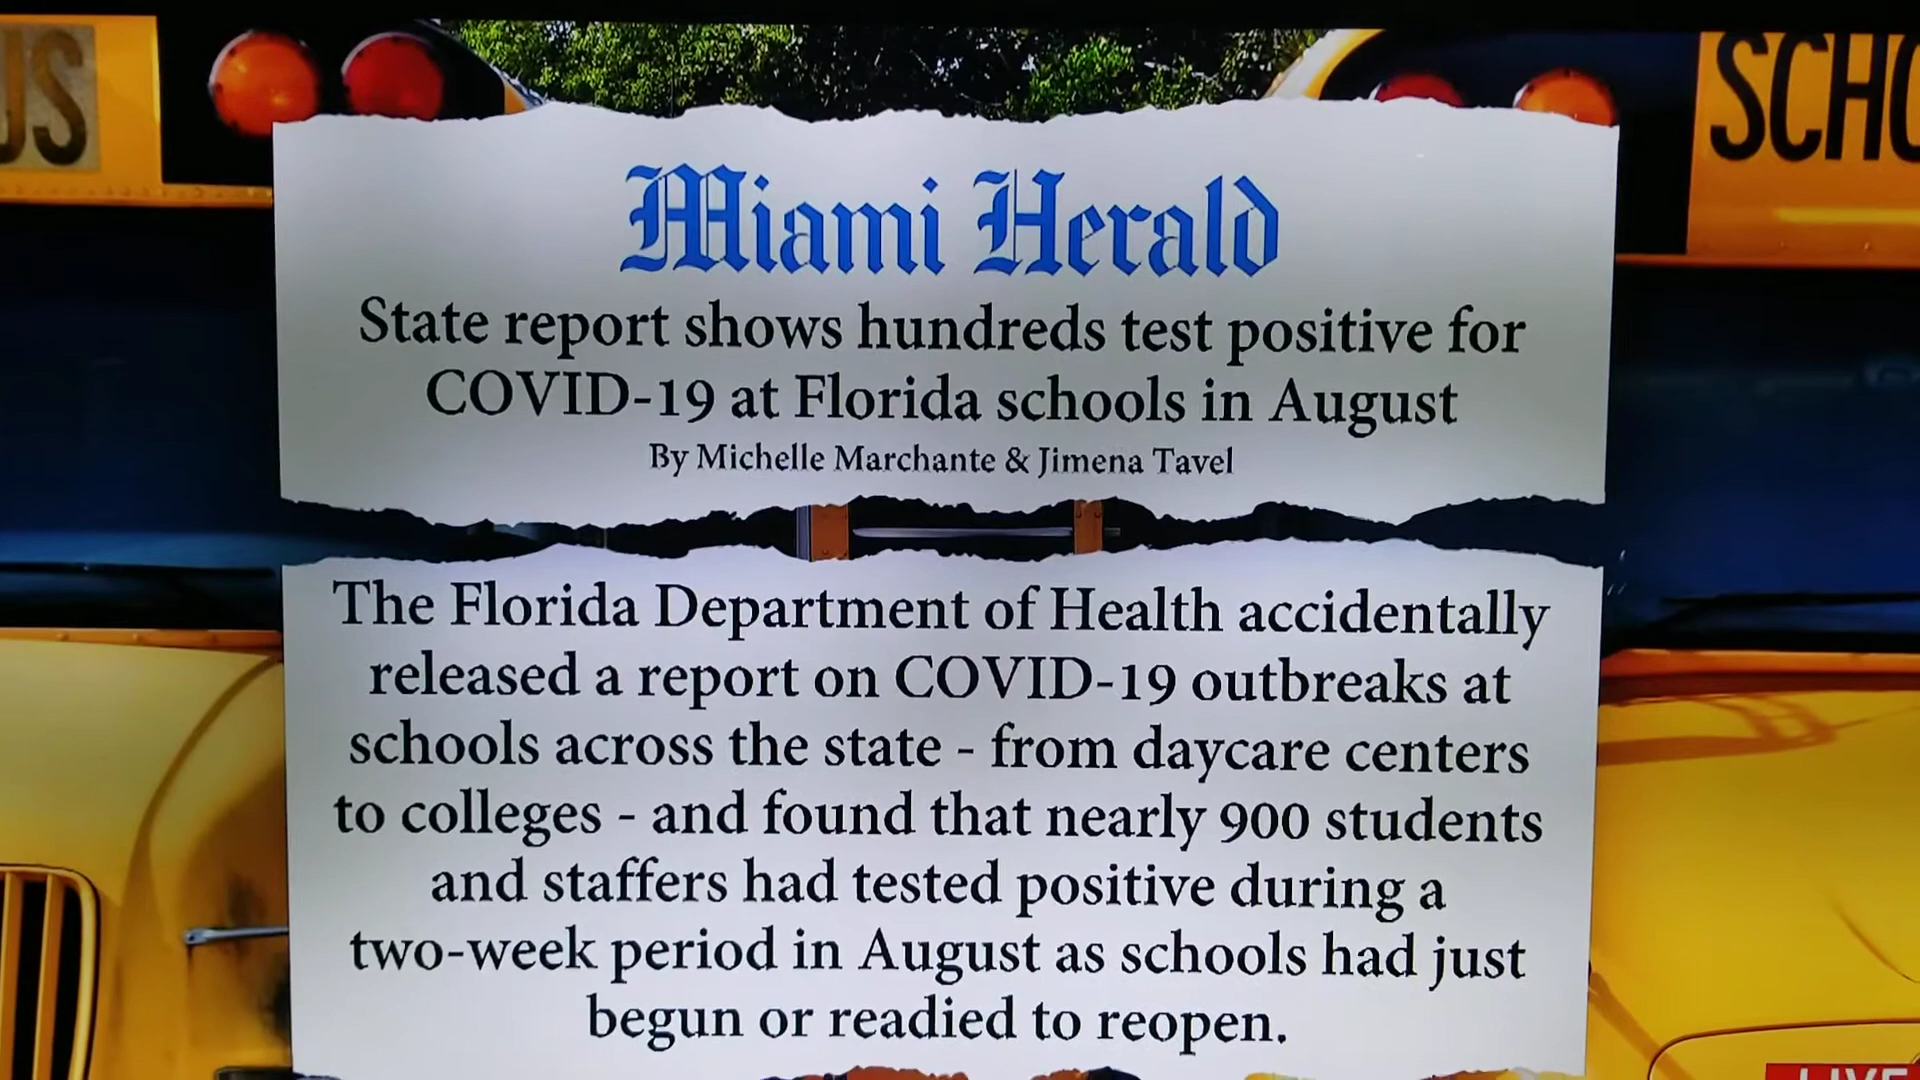 US
SCHO
Miami Herald
State report shows hundreds test positive for
COVID-19 at Florida schools in August
By Michelle Marchante & Jimena Tavel
The Florida Department of Health accidentally
released a report on COVID-19 outbreaks at
schools across the state - from daycare centers
to colleges - and found that nearly 900 students
and staffers had tested positive during a
two-week period in August as schools had just
begun or readied to reopen.
LIVE